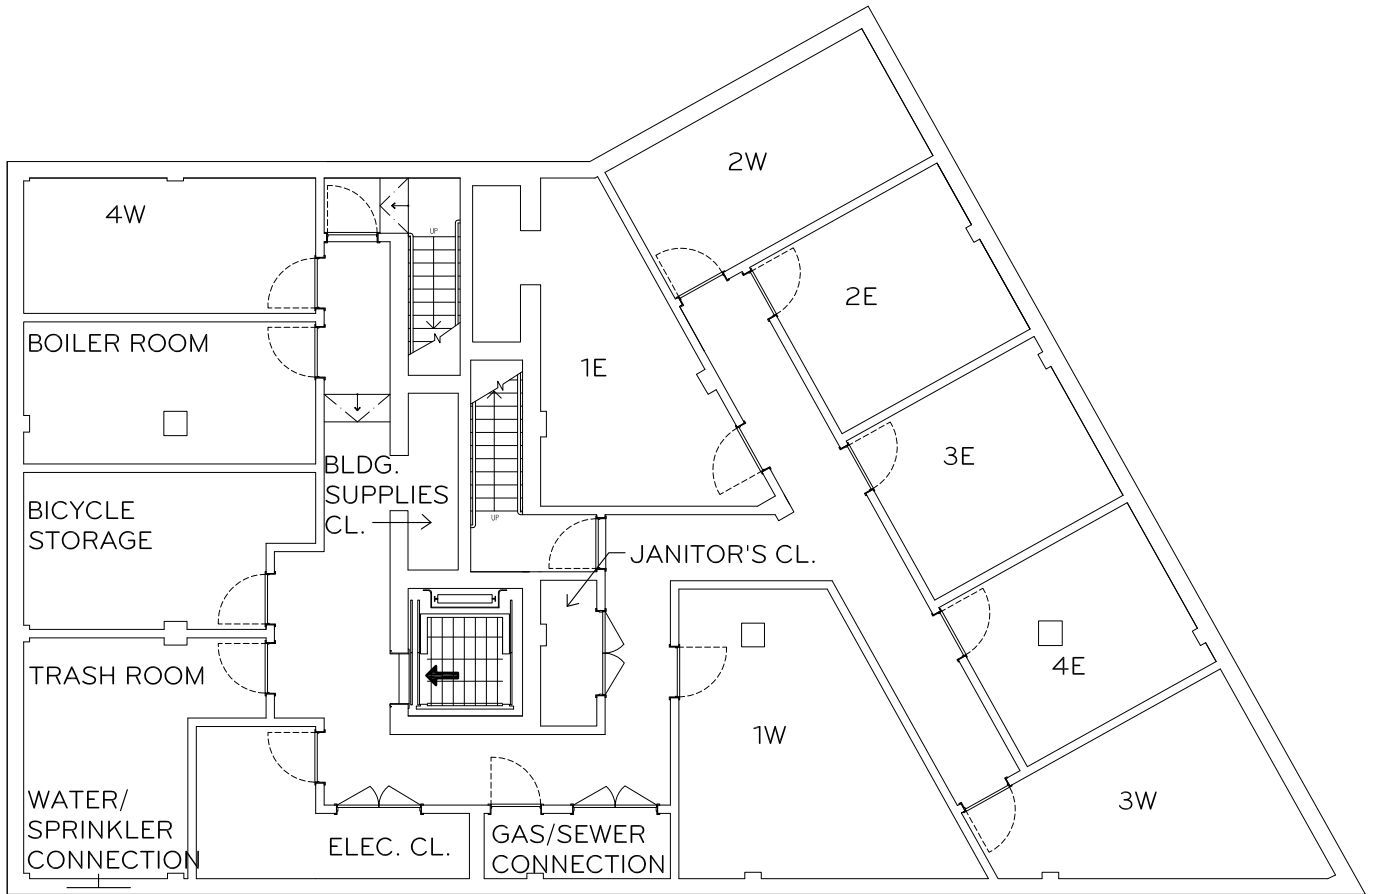 2W
4W
UP
2E
BOILER ROOM
1E
N
N
3E
BLDG.
SUPPLIES
CL.
BICYCLE
STORAGE
UP
JANITOR'S CL.
4E
TRASH ROOM
1W
3W
WATER/
SPRINKLER
CONNECTION
ELEC. CL.
GAS/SEWER
CONNECTION